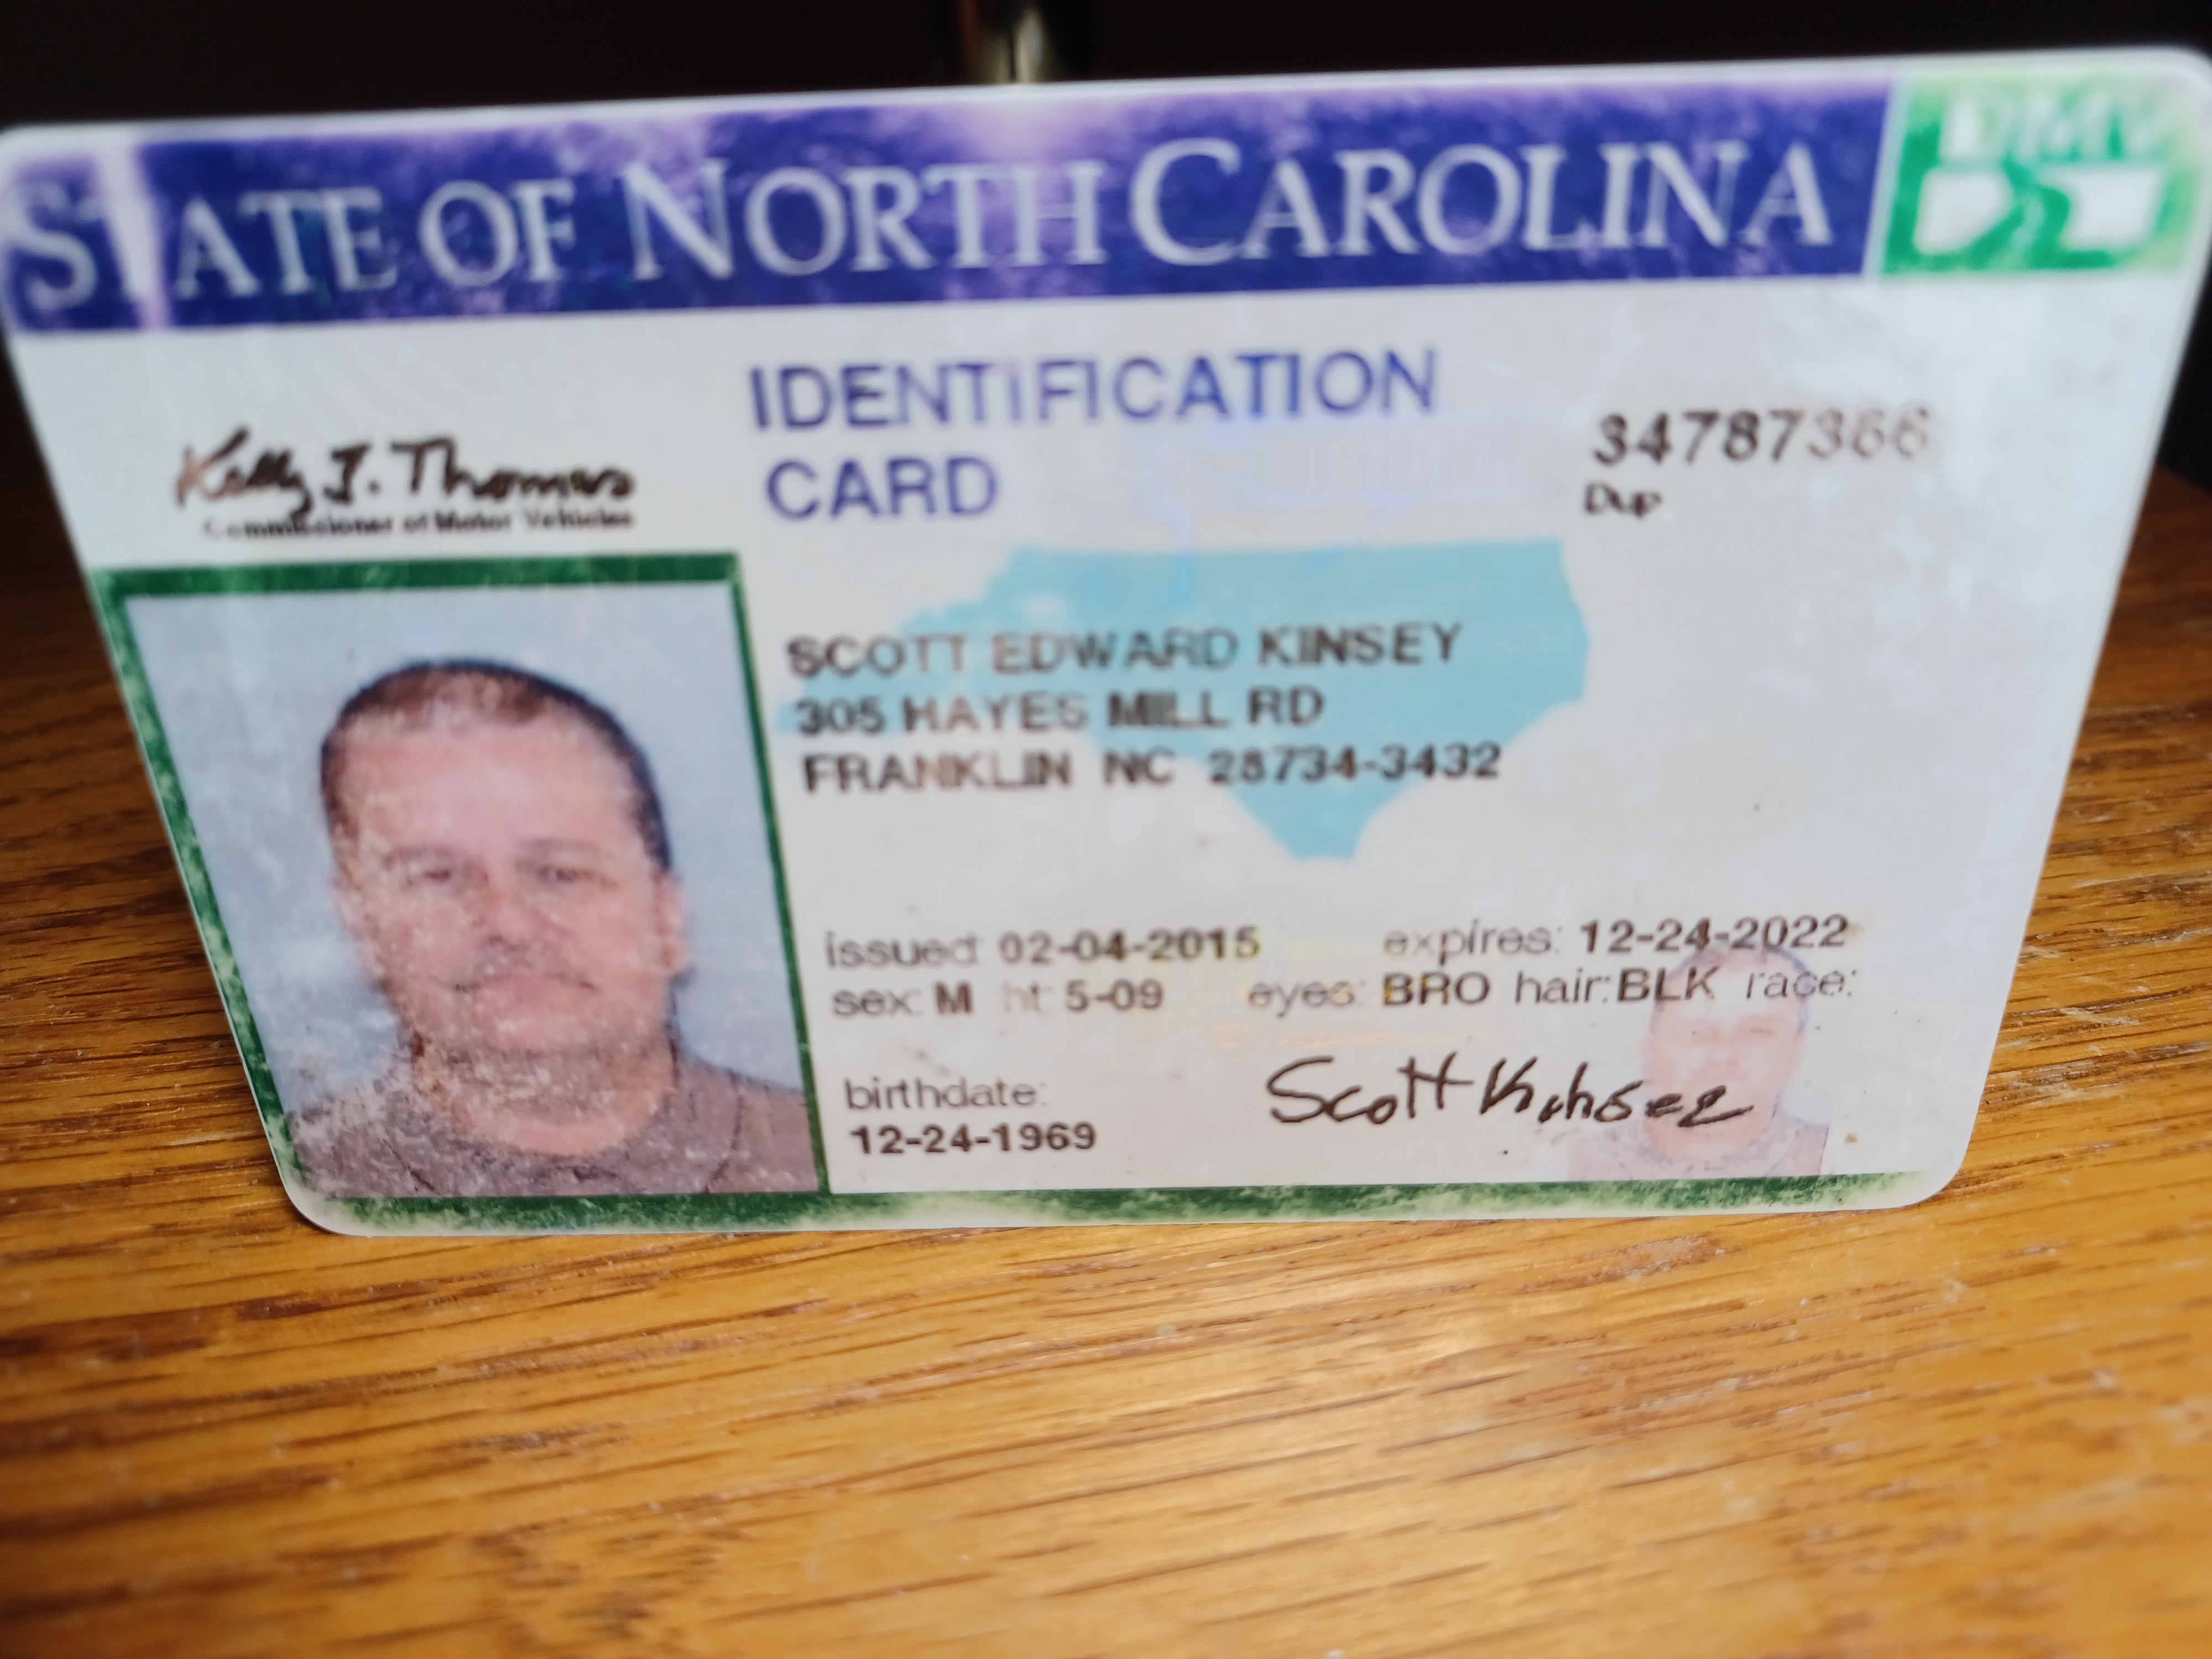 STATE OF NORTH CAROLINA
DMV
IDENTIFICATION
CARD
34787366
Dup
Kelly J. Thomas
Commissioner of Motor Vehicles
SCOTT EDWARD KINSEY
305 HAYES MILL RD
FRANKLIN NC 28734-3432
issued: 02-04-2015 expires: 12-24-2022
sex: M ht: 5-09 eyes: BRO hair: BLK race:
birthdate:
12-24-1969
Scott Kinsey